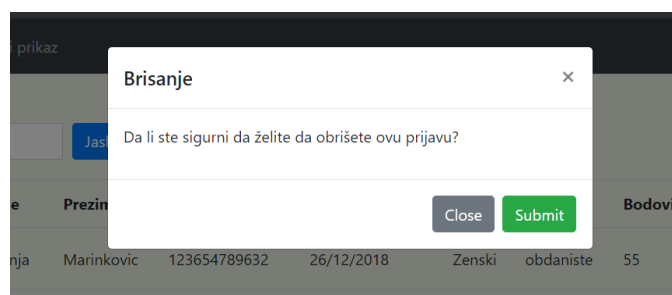 i prikaz
Brisanje ×
Da li ste sigurni da želite da obrišete ovu prijavu?
Jasl
Close Submit
e Prezim Bodovi
nja Marinkovic 123654789632 26/12/2018 Zenski obdaniste 55